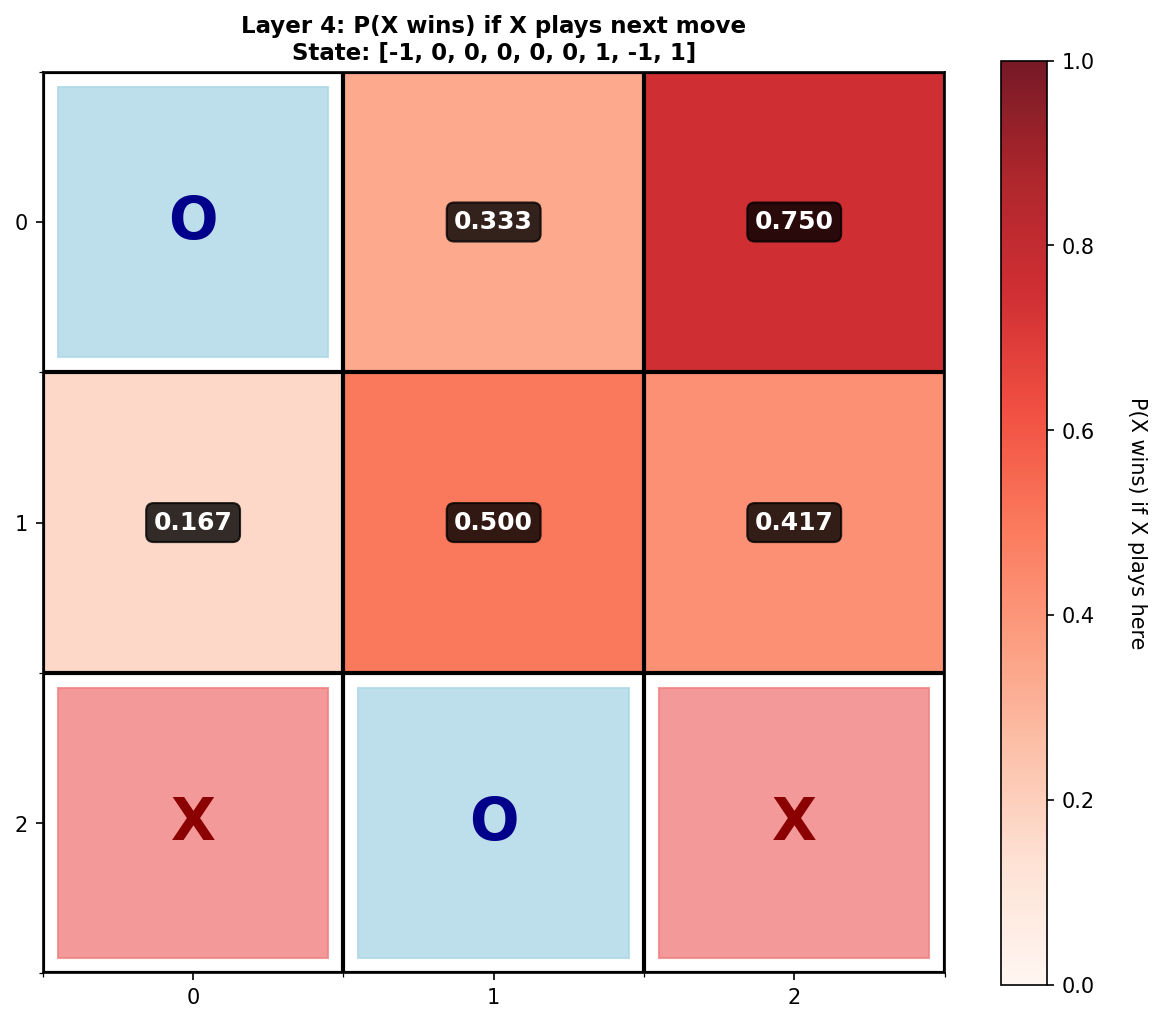 Layer 4: P(X wins) if X plays next move
State: [-1, 0, 0, 0, 0, 0, 1, -1, 1]
0
O
0.333
0.750
1
0.167
0.500
0.417
2
X
O
X
0
1
2
1.0
0.8
0.6
0.4
0.2
0.0
P(X wins) if X plays here